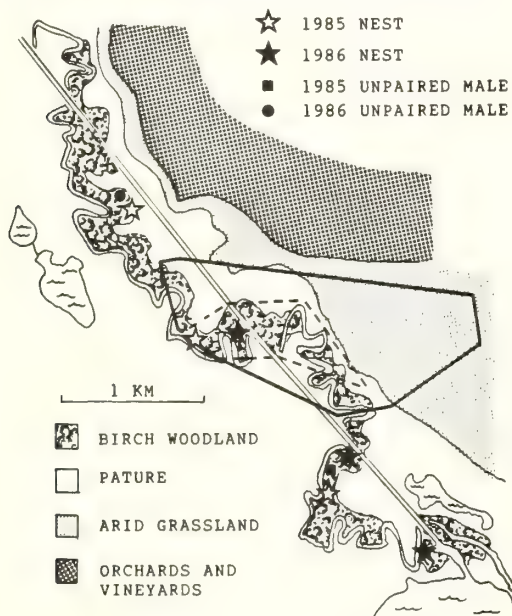 1985 NEST
1986 NEST
1985 UNPAIRED MALE
1986 UNPAIRED MALE
1 KM
BIRCH WOODLAND
PATURE
ARID GRASSLAND
ORCHARDS AND
VINEYARDS